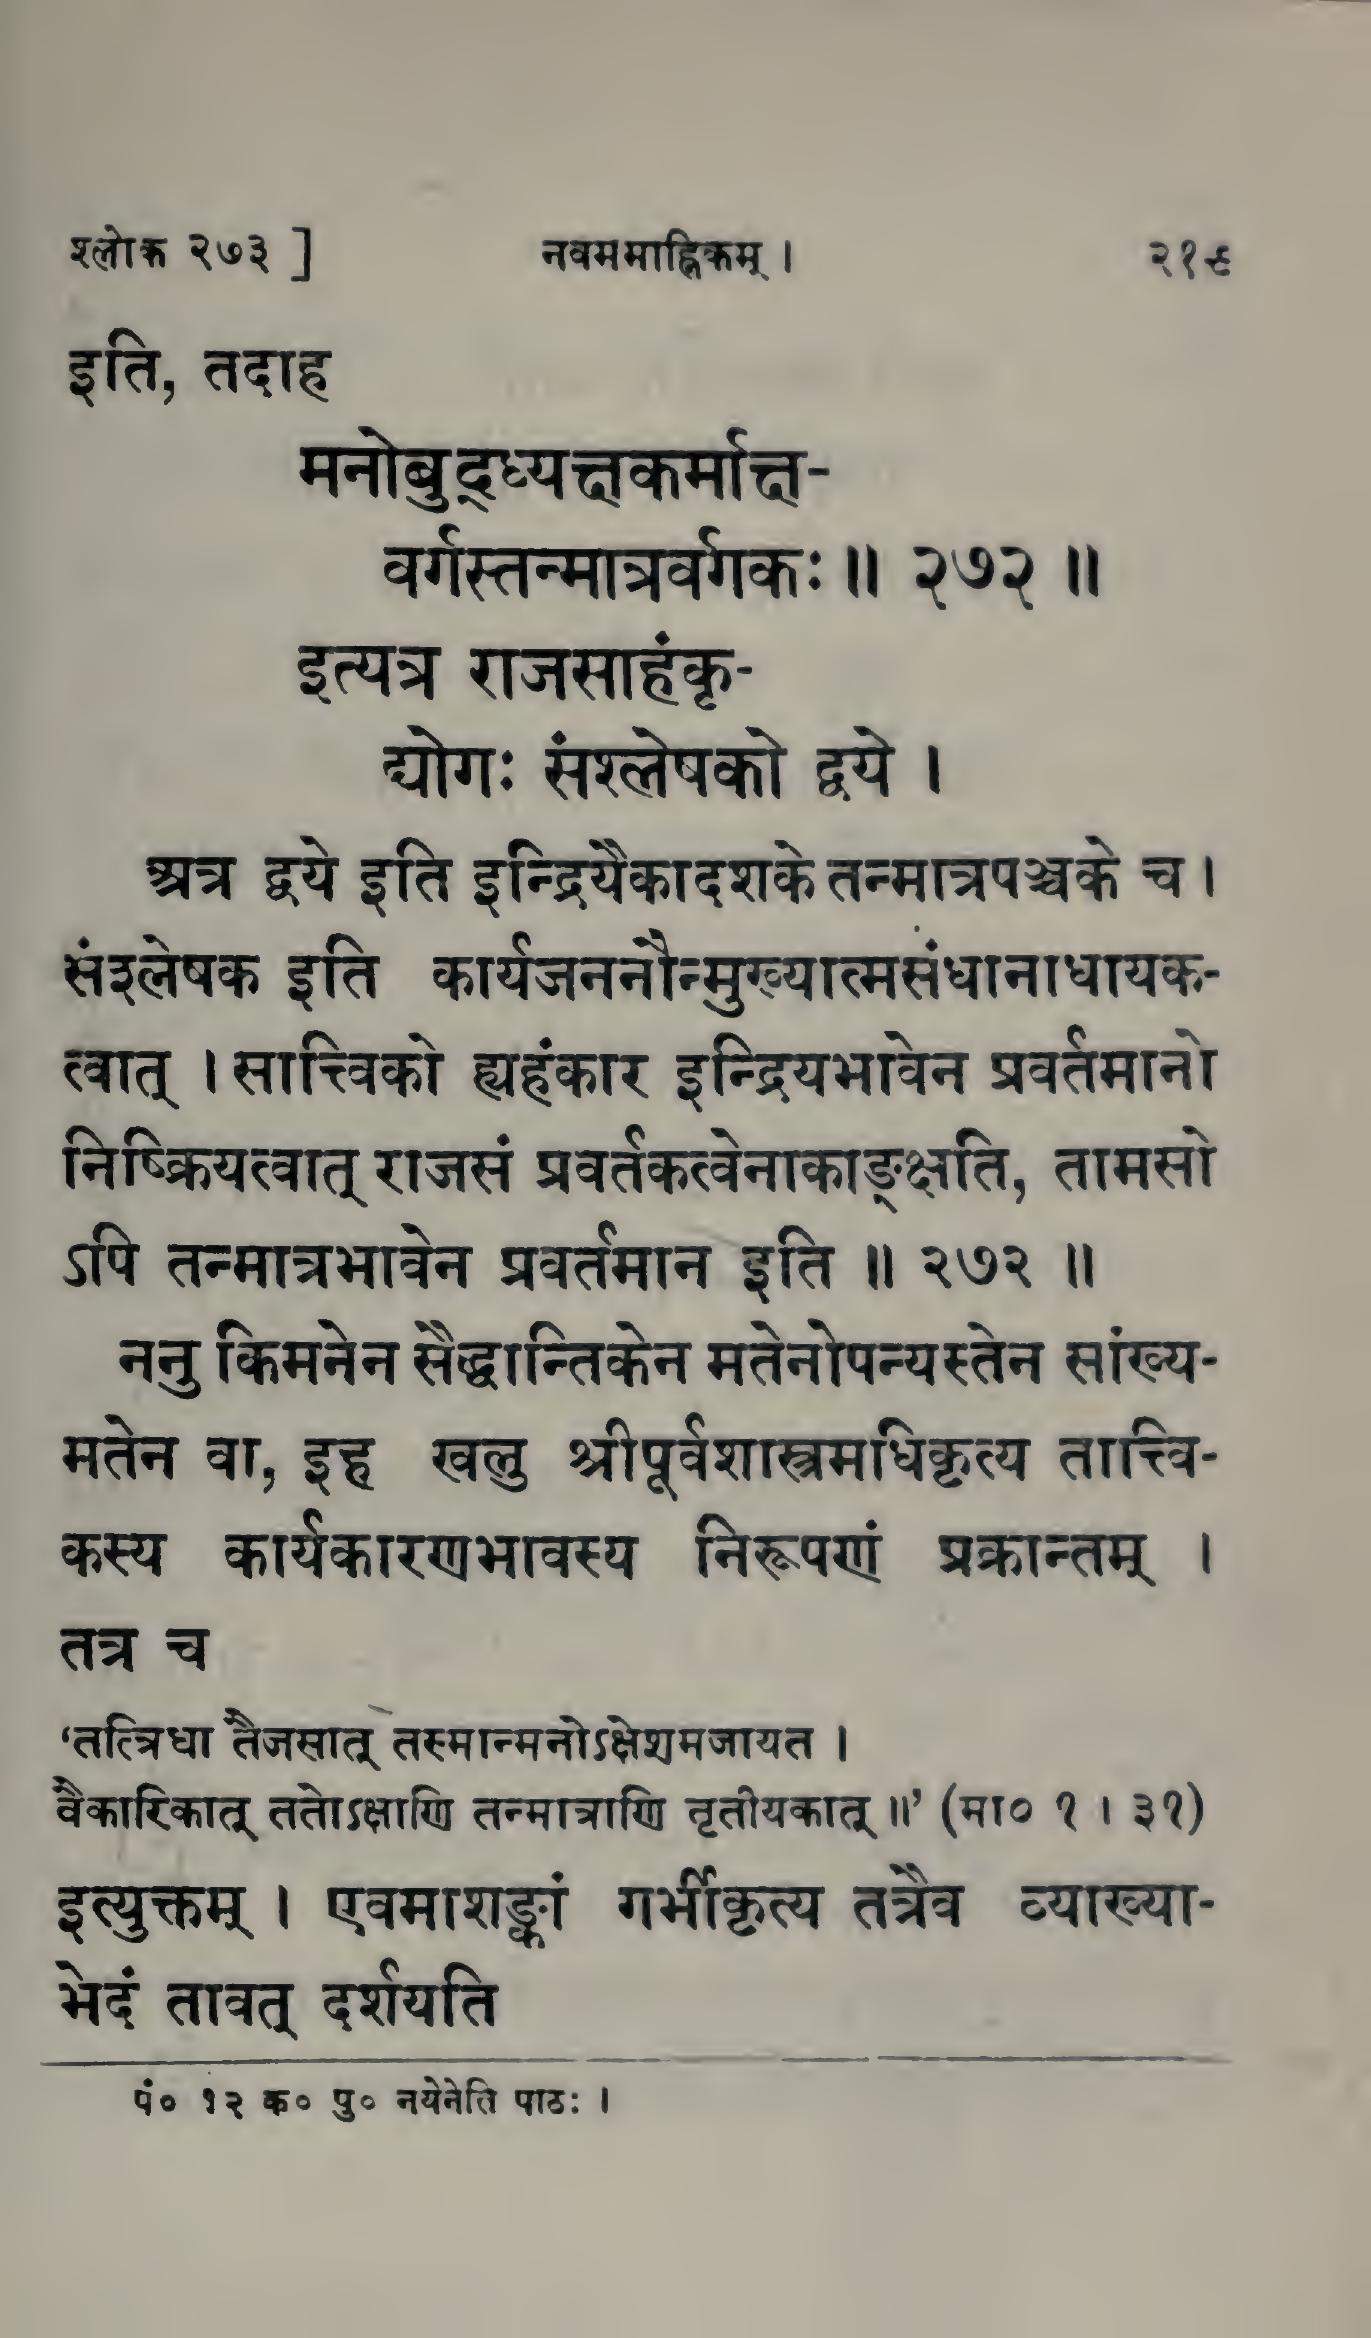 श्लोक २७३ ] नवममाह्निकम् । २१९
इति, तदाह
मनोबुद्ध्यक्षकर्माक्ष-
वर्गस्तन्मात्रवर्गकः ॥ २७२ ॥
इत्यत्र राजसाहंकृ-
द्योगः संश्लेषको द्वये ।
अत्र द्वये इति इन्द्रियैकादशके तन्मात्रपञ्चके च ।
संश्लेषक इति कार्यजननौन्मुख्यात्मसंधानाधायक-
त्वात् । सात्त्विको ह्यहंकार इन्द्रियभावेन प्रवर्तमानो
निष्क्रियत्वात् राजसं प्रवर्तकत्वेनाकाङ्क्षति, तामसो
ऽपि तन्मात्रभावेन प्रवर्तमान इति ॥ २७२ ॥
ननु किमनेन सैद्धान्तिकेन मतेनोपन्यस्तेन सांख्य-
मतेन वा, इह खलु श्रीपूर्वशास्त्रमधिकृत्य तात्त्वि-
कस्य कार्यकारणभावस्य निरूपणं प्रक्रान्तम् ।
तत्र च
‘तत्त्रिधा तैजसात् तस्मान्मनोऽक्षेशमजायत ।
वैकारिकात् ततोऽक्षाणि तन्मात्राणि तृतीयकात् ॥’ (मा० १ । ३१)
इत्युक्तम् । एवमाशङ्कां गर्भीकृत्य तत्रैव व्याख्या-
भेदं तावत् दर्शयति
पं० १२ क० पु० नयेनेति पाठः ।